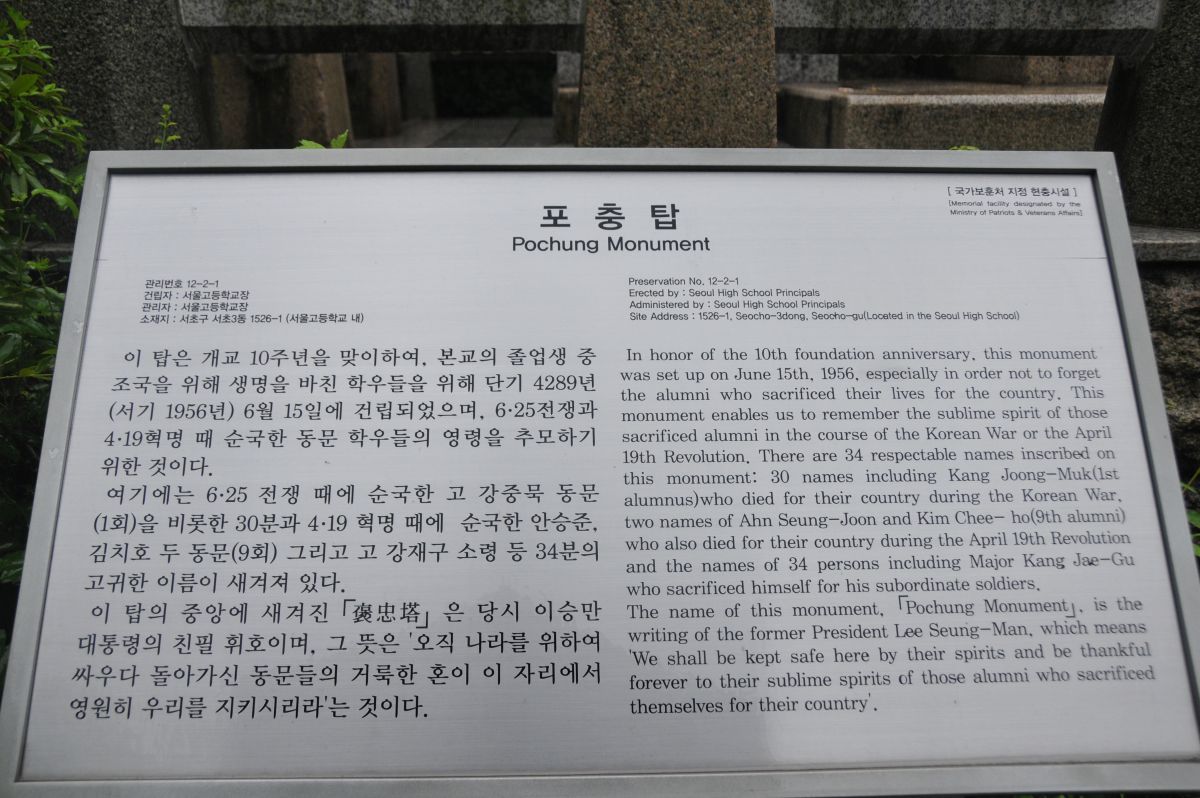 [ 국가보훈처 지정 현충시설 ]
[Memorial facility designated by the
Ministry of Patriots & Veterans Affairs]
포 충 탑
Pochung Monument
관리번호 12-2-1
건립자 : 서울고등학교장
관리자 : 서울고등학교장
소재지 : 서초구 서초3동 1526-1 (서울고등학교 내)
이 탑은 개교 10주년을 맞이하여, 본교의 졸업생 중
조국을 위해 생명을 바친 학우들을 위해 단기 4289년
(서기 1956년) 6월 15일에 건립되었으며, 6·25전쟁과
4·19혁명 때 순국한 동문 학우들의 영령을 추모하기
위한 것이다.
여기에는 6·25 전쟁 때에 순국한 고 강중묵 동문
(1회)을 비롯한 30분과 4·19 혁명 때에 순국한 안승준,
김치호 두 동문(9회) 그리고 고 강재구 소령 등 34분의
고귀한 이름이 새겨져 있다.
이 탑의 중앙에 새겨진 「褒忠塔」은 당시 이승만
대통령의 친필 휘호이며, 그 뜻은 '오직 나라를 위하여
싸우다 돌아가신 동문들의 거룩한 혼이 이 자리에서
영원히 우리를 지키시리라'는 것이다.
Preservation No. 12-2-1
Erected by : Seoul High School Principals
Administered by : Seoul High School Principals
Site Address : 1526-1, Seocho-3dong, Seocho-gu(Located in the Seoul High School)
In honor of the 10th foundation anniversary, this monument
was set up on June 15th, 1956, especially in order not to forget
the alumni who sacrificed their lives for the country. This
monument enables us to remember the sublime spirit of those
sacrificed alumni in the course of the Korean War or the April
19th Revolution. There are 34 respectable names inscribed on
this monument: 30 names including Kang Joong-Muk(1st
alumnus)who died for their country during the Korean War,
two names of Ahn Seung-Joon and Kim Chee- ho(9th alumni)
who also died for their country during the April 19th Revolution
and the names of 34 persons including Major Kang Jae-Gu
who sacrificed himself for his subordinate soldiers.
The name of this monument, 「Pochung Monument」, is the
writing of the former President Lee Seung-Man, which means
'We shall be kept safe here by their spirits and be thankful
forever to their sublime spirits of those alumni who sacrificed
themselves for their country'.